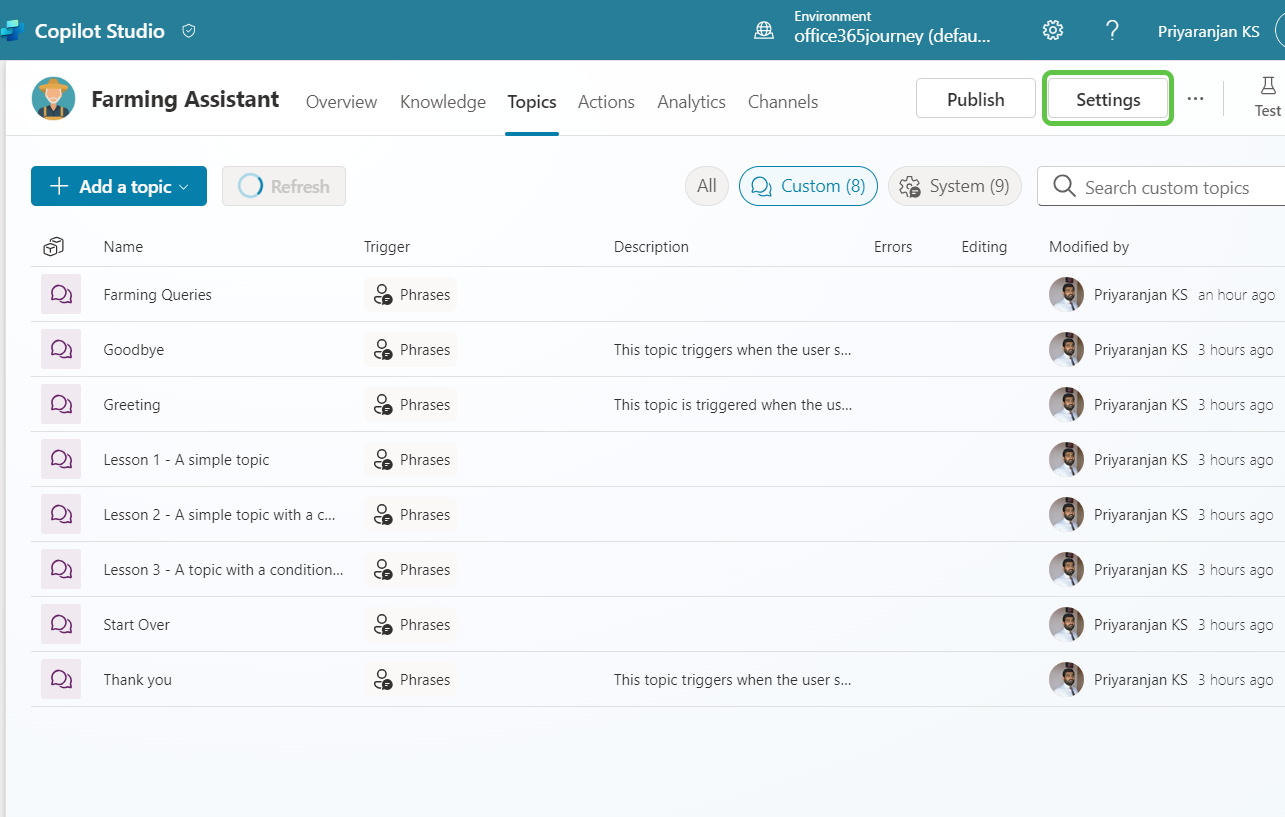 Copilot Studio
Environment
office365journey (defau...
Priyaranjan KS
Farming Assistant
Overview Knowledge Topics Actions Analytics Channels
Publish
Settings
Test
Add a topic
Refresh
All
Custom (8)
System (9)
Search custom topics
Name Trigger Description Errors Editing Modified by
Farming Queries Phrases Priyaranjan KS an hour ago
Goodbye Phrases This topic triggers when the user s... Priyaranjan KS 3 hours ago
Greeting Phrases This topic is triggered when the us... Priyaranjan KS 3 hours ago
Lesson 1 - A simple topic Phrases Priyaranjan KS 3 hours ago
Lesson 2 - A simple topic with a c... Phrases Priyaranjan KS 3 hours ago
Lesson 3 - A topic with a condition... Phrases Priyaranjan KS 3 hours ago
Start Over Phrases Priyaranjan KS 3 hours ago
Thank you Phrases This topic triggers when the user s... Priyaranjan KS 3 hours ago